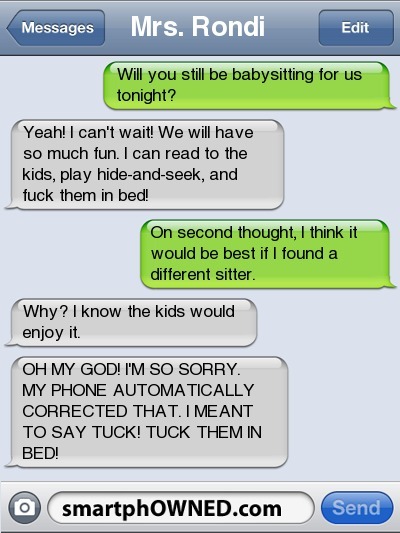 Messages
Mrs. Rondi
Edit
Will you still be babysitting for us
tonight?
Yeah! I can't wait! We will have
so much fun. I can read to the
kids, play hide-and-seek, and
fuck them in bed!
On second thought, I think it
would be best if I found a
different sitter.
Why? I know the kids would
enjoy it.
OH MY GOD! I'M SO SORRY.
MY PHONE AUTOMATICALLY
CORRECTED THAT. I MEANT
TO SAY TUCK! TUCK THEM IN
BED!
smartphOWNED.com
Send